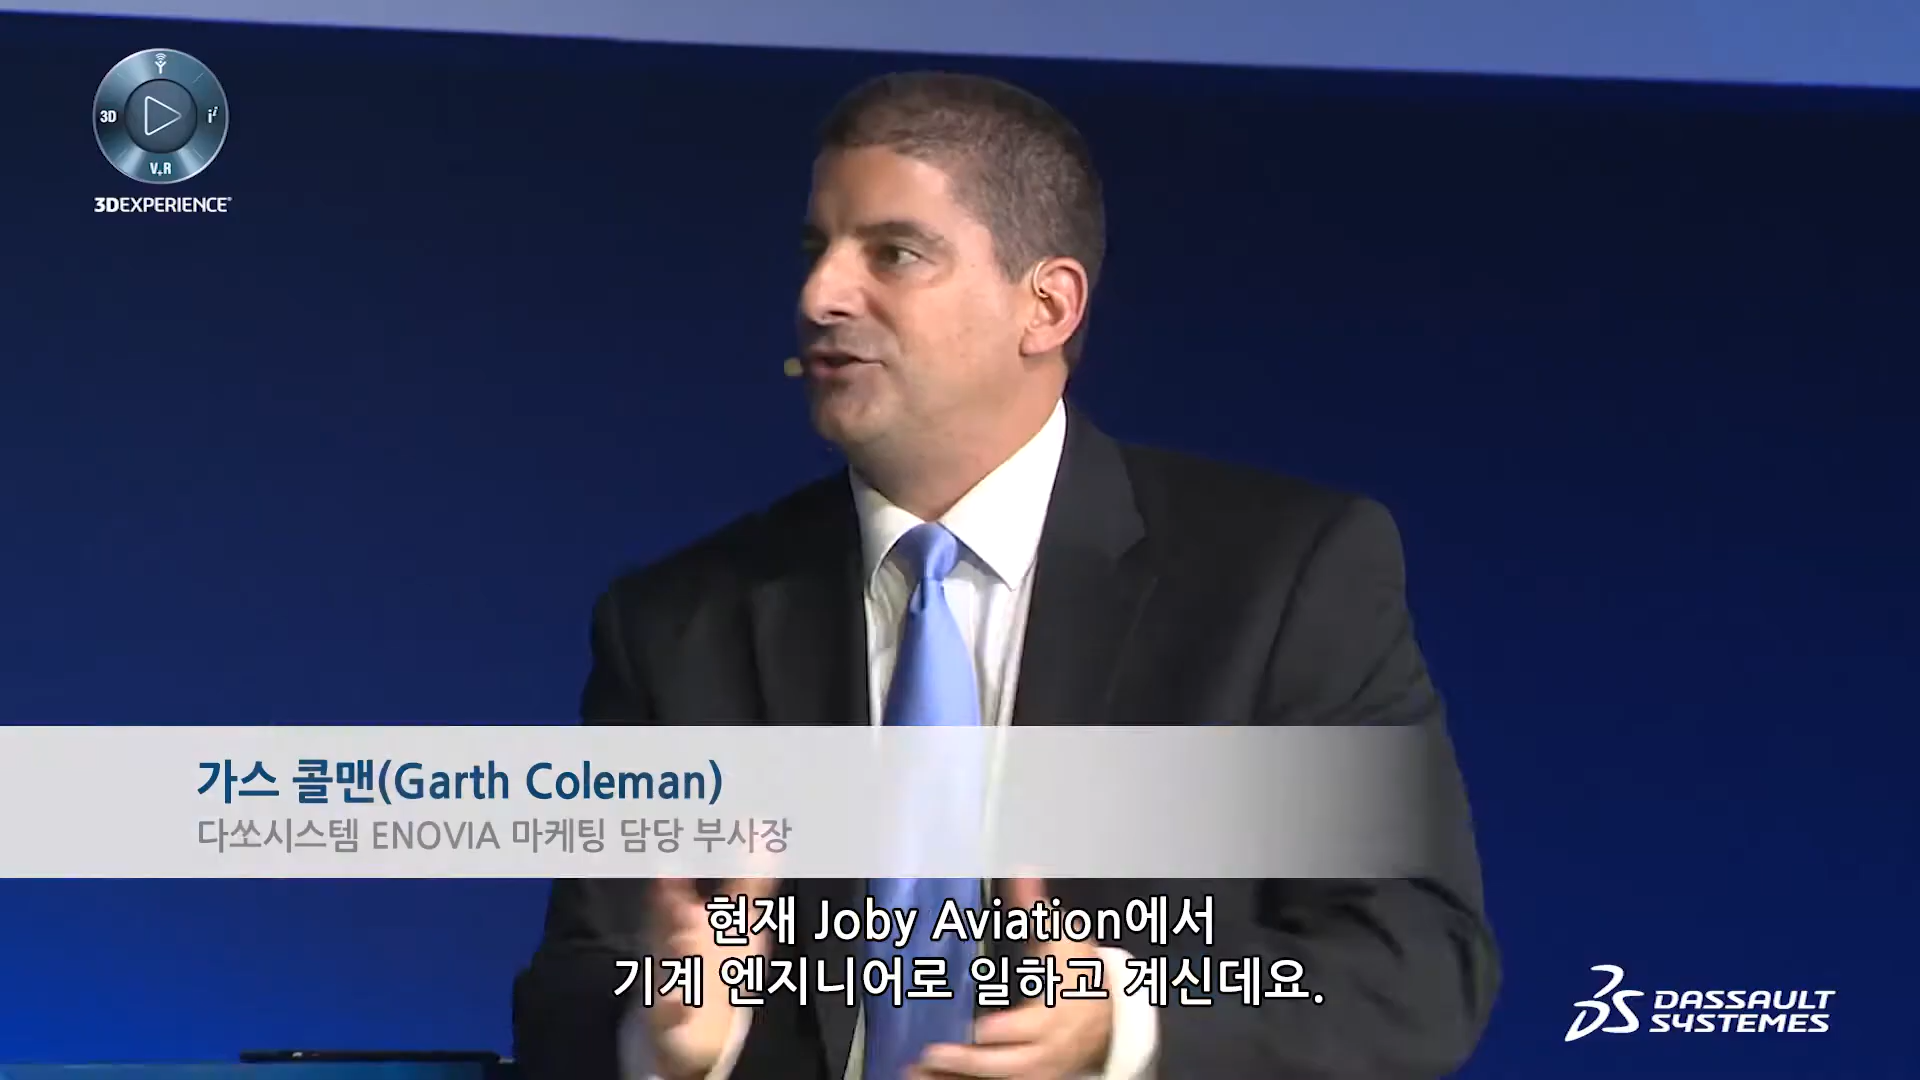 3D
i
V+R
3DEXPERIENCE
가스 콜맨(Garth Coleman)
다쏘시스템 ENOVIA 마케팅 담당 부사장
현재 Joby Aviation에서
기계 엔지니어로 일하고 계신데요.
DASSAULT
SYSTEMES